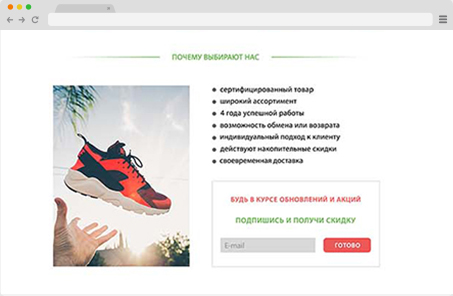 ПОЧЕМУ ВЫБИРАЮТ НАС
сертифицированный товар
широкий ассортимент
4 года успешной работы
возможность обмена или возврата
индивидуальный подход к клиенту
действуют накопительные скидки
своевременная доставка
БУДЬ В КУРСЕ ОБНОВЛЕНИЙ И АКЦИЙ
ПОДПИШИСЬ И ПОЛУЧИ СКИДКУ
E-mail
ГОТОВО